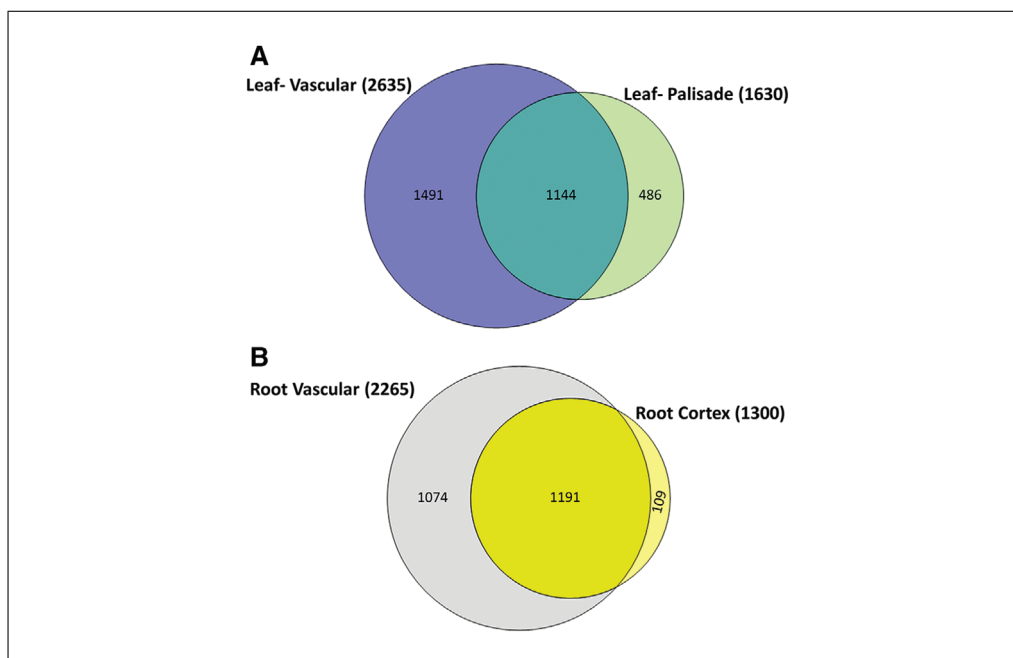 A
Leaf- Vascular (2635)
Leaf- Palisade (1630)
1491
1144
486
B
Root Vascular (2265)
Root Cortex (1300)
1074
1191
109